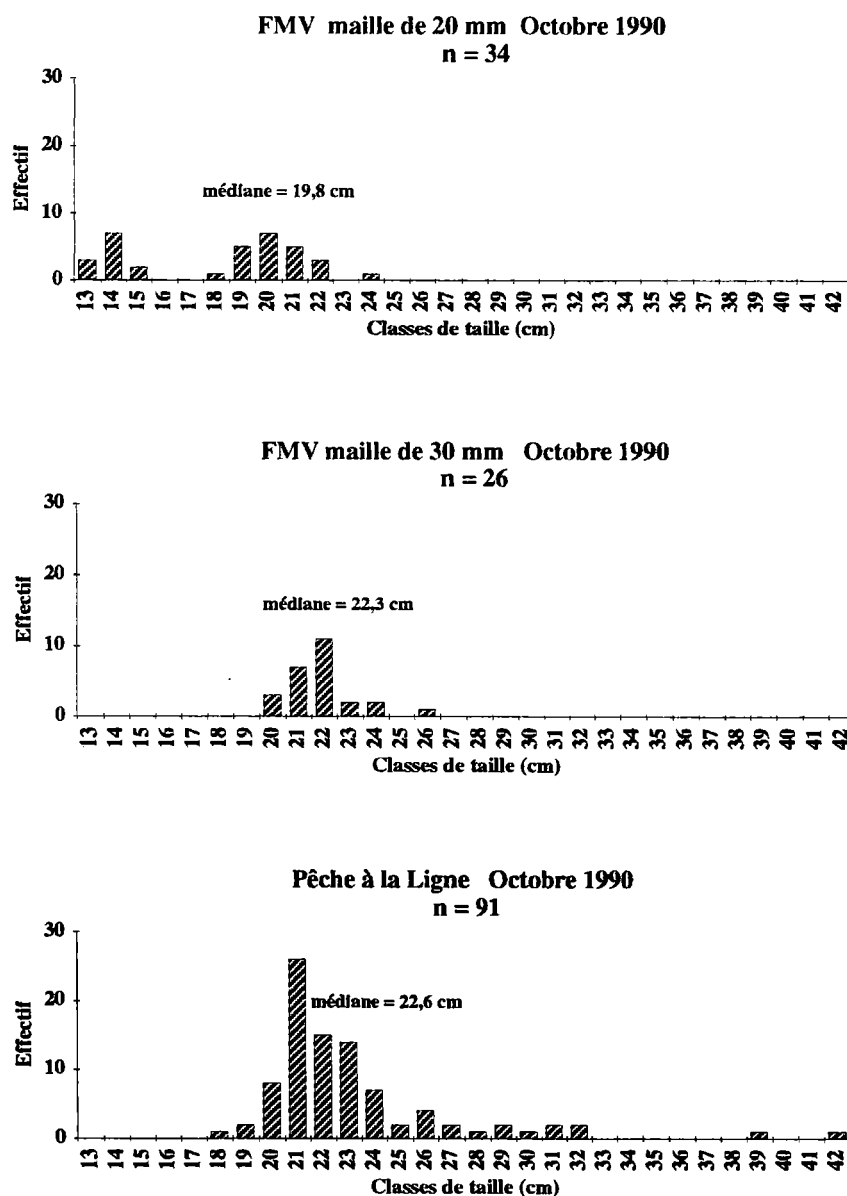 FMV maille de 20 mm Octobre 1990
n = 34
30
20
10
0
Effectif
médiane = 19,8 cm
13 14 15 16 17 18 19 20 21 22 23 24 25 26 27 28 29 30 31 32 33 34 35 36 37 38 39 40 41 42
Classes de taille (cm)
FMV maille de 30 mm Octobre 1990
n = 26
30
20
10
0
Effectif
médiane = 22,3 cm
13 14 15 16 17 18 19 20 21 22 23 24 25 26 27 28 29 30 31 32 33 34 35 36 37 38 39 40 41 42
Classes de taille (cm)
Pêche à la Ligne Octobre 1990
n = 91
30
20
10
0
Effectif
médiane = 22,6 cm
13 14 15 16 17 18 19 20 21 22 23 24 25 26 27 28 29 30 31 32 33 34 35 36 37 38 39 40 41 42
Classes de taille (cm)